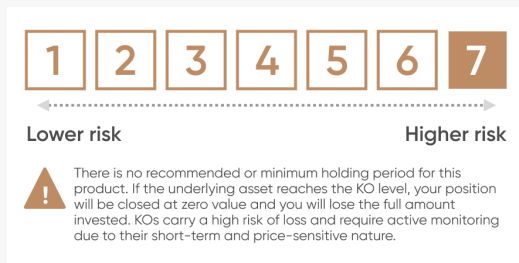 1 2 3 4 5 6 7
Lower risk Higher risk
!
There is no recommended or minimum holding period for this
product. If the underlying asset reaches the KO level, your position
will be closed at zero value and you will lose the full amount
invested. KOs carry a high risk of loss and require active monitoring
due to their short-term and price-sensitive nature.